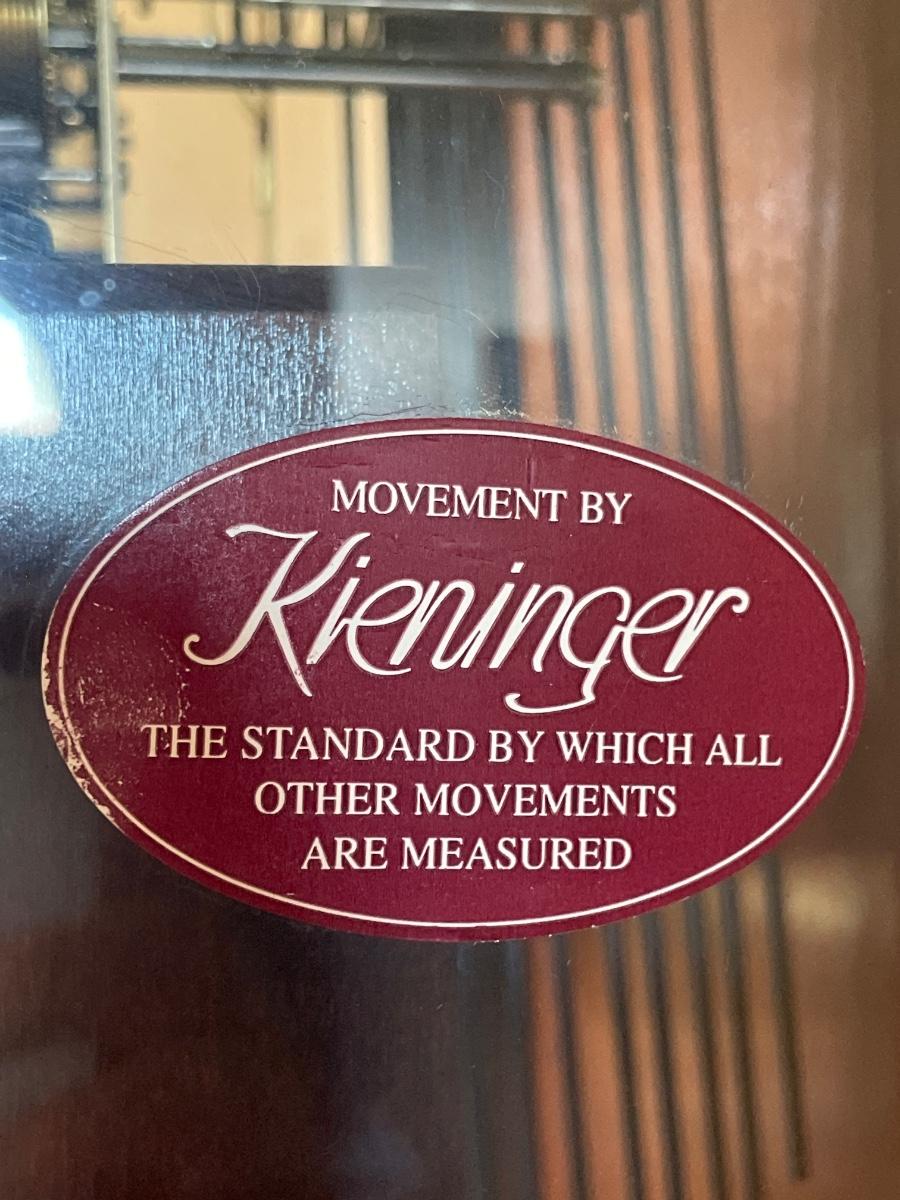 MOVEMENT BY
Kieninger
THE STANDARD BY WHICH ALL
OTHER MOVEMENTS
ARE MEASURED